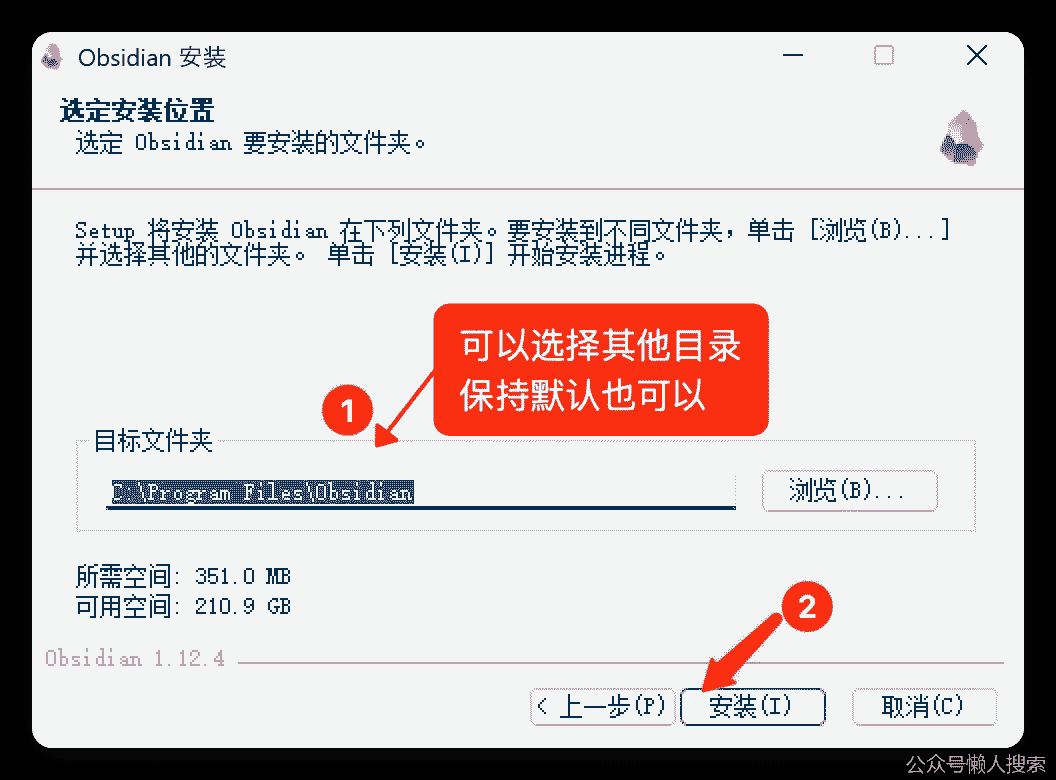 Obsidian 安装
选定安装位置
选定 Obsidian 要安装的文件夹。
Setup 将安装 Obsidian 在下列文件夹。要安装到不同文件夹，单击 [浏览(B)...]
并选择其他的文件夹。 单击 [安装(I)] 开始安装进程。
可以选择其他目录
保持默认也可以
1
目标文件夹
C:\Program Files\Obsidian
浏览(B)...
所需空间: 351.0 MB
可用空间: 210.9 GB
2
Obsidian 1.12.4
< 上一步(P)
安装(I)
取消(C)
公众号懒人搜索